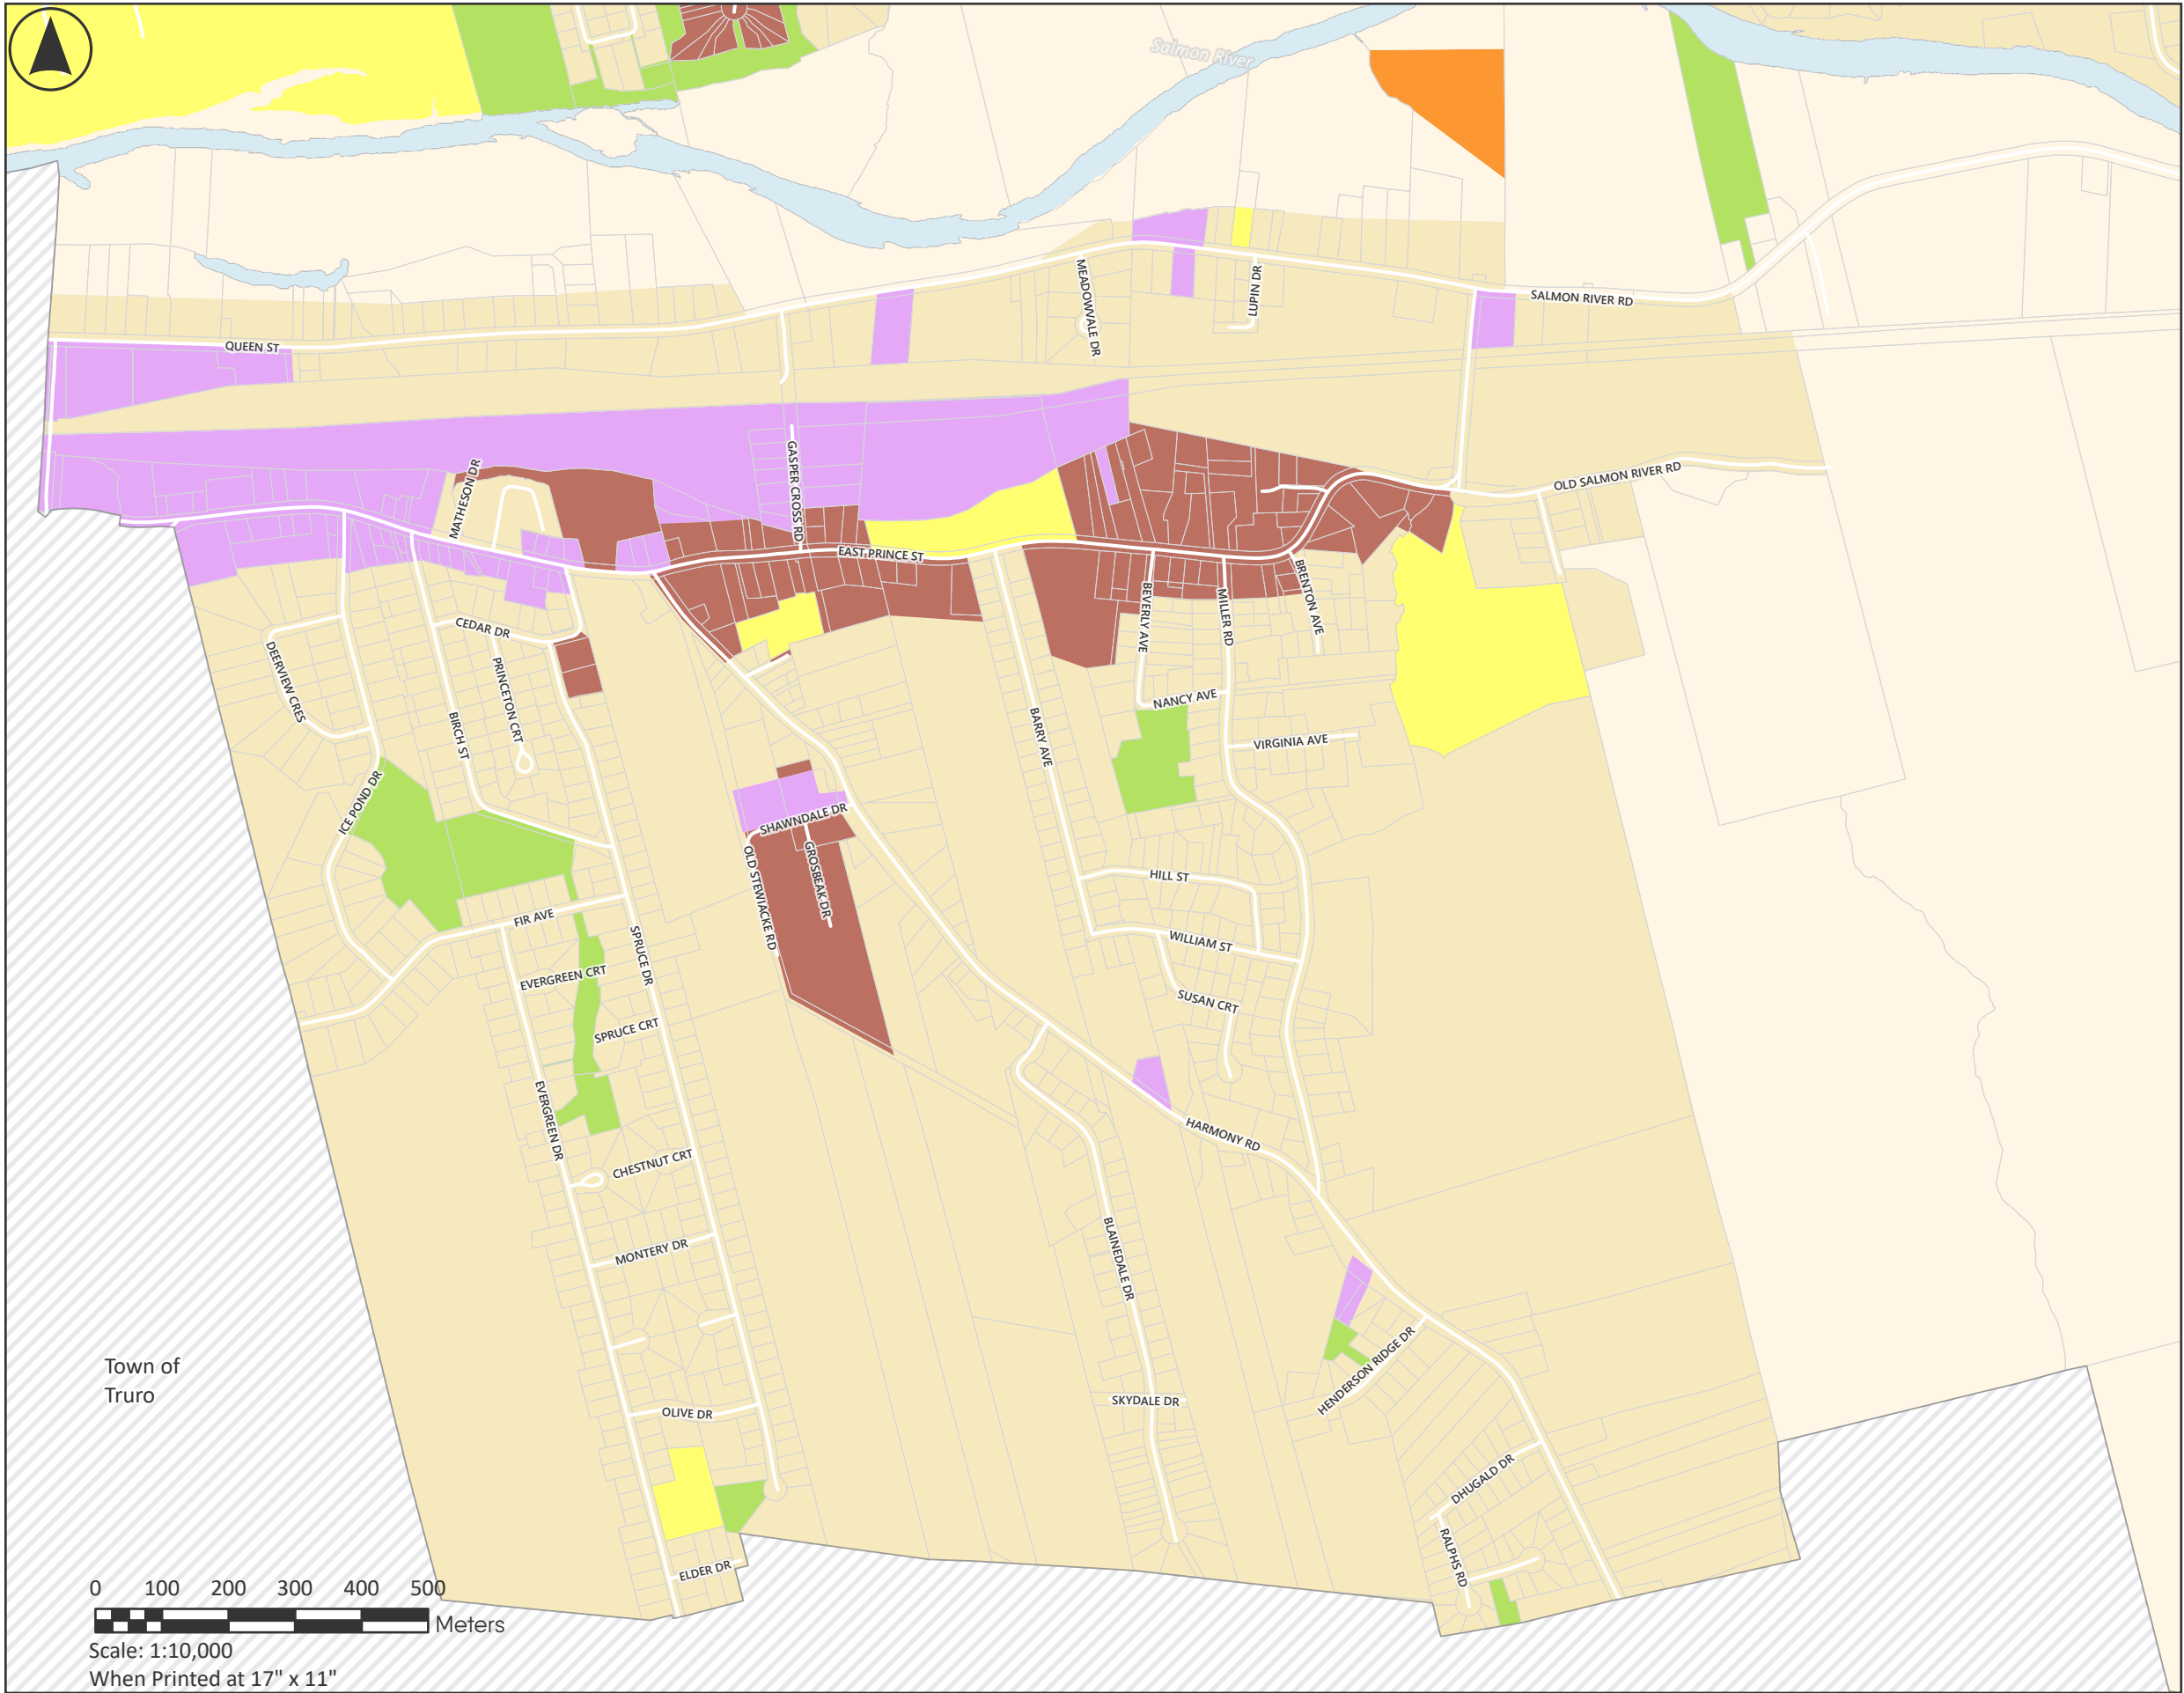 Salmon River
MEADOWVALE DR
LUPIN DR
SALMON RIVER RD
QUEEN ST
MATHESON DR
GASPER CROSS RD
OLD SALMON RIVER RD
EAST PRINCE ST
CEDAR DR
DEERVIEW CRES
PRINCETON CRT
BIRCH ST
BEVERLY AVE
MILLER RD
BRENTON AVE
NANCY AVE
BARRY AVE
VIRGINIA AVE
ICE POND DR
SHAWNDALE DR
GROSBEAK DR
OLD STEWIACKE RD
HILL ST
FIR AVE
WILLIAM ST
SPRUCE DR
EVERGREEN CRT
SUSAN CRT
SPRUCE CRT
EVERGREEN DR
HARMONY RD
CHESTNUT CRT
MONTERY DR
BLAINEDALE DR
HENDERSON RIDGE DR
SKYDALE DR
OLIVE DR
DHUGALD DR
RALPHS RD
ELDER DR
Town of
Truro
0 100 200 300 400 500
Meters
Scale: 1:10,000
When Printed at 17" x 11"